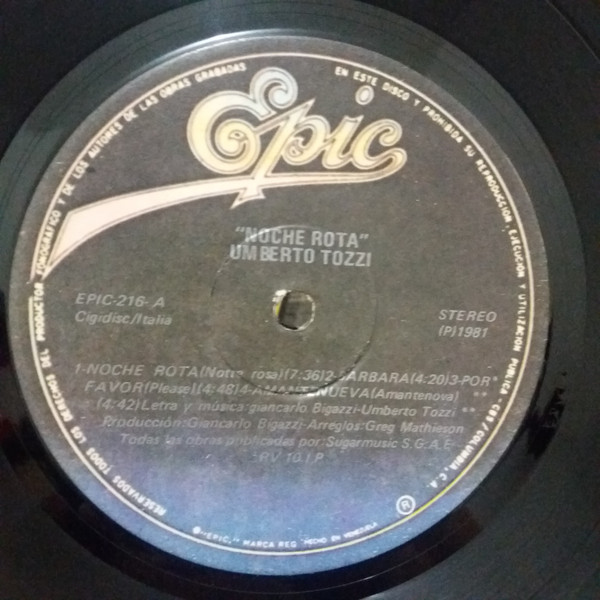 RESERVADOS TODOS LOS DERECHOS DEL PRODUCTOR FONOGRAFICO Y DE LOS AUTORES DE LAS OBRAS GRABADAS
EN ESTE DISCO Y PROHIBIDA SU REPRODUCCION, EJECUCION Y UTILIZACION PUBLICA CBS/COLUMBIA, C.A.
Epic
"NOCHE ROTA"
UMBERTO TOZZI
EPIC-216-A
Cigidisc/Italia
STEREO
(P)1981
1-NOCHE ROTA(Notte rosa)(7:36)2-BARBARA(4:20)3-POR*
FAVOR(Please)(4:48)4-AMANTENUEVA(Amantenova) **
*(4:42)Letra y música:giancarlo Bigazzi-Umberto Tozzi **
Producción:Giancarlo Bigazzi-Arreglos:Greg Mathieson
Todas las obras publicadas por:Sugarmusic S.G.A.E-
RV 10 LP
® "EPIC," MARCA REG. HECHO EN VENEZUELA
®